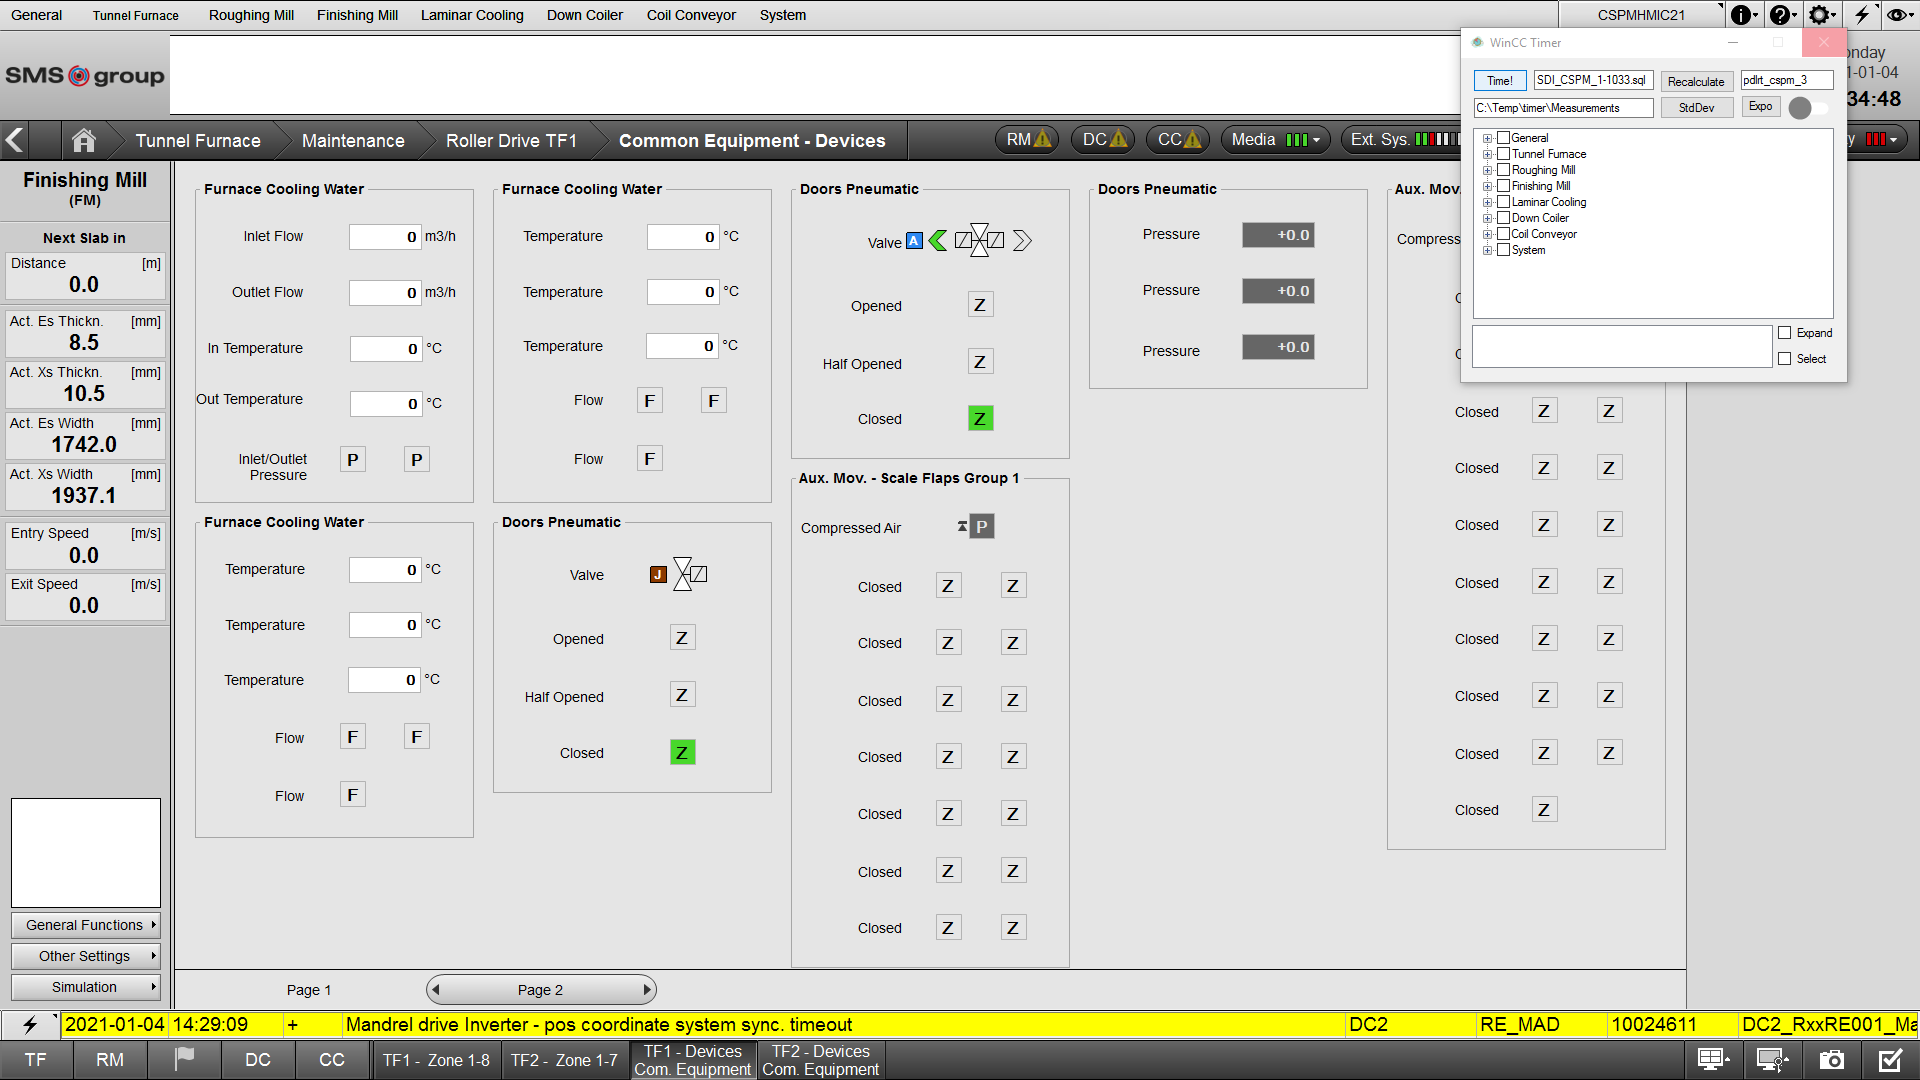 General Tunnel Furnace Roughing Mill Finishing Mill Laminar Cooling Down Coiler Coil Conveyor System CSPMHMIC21
SMS group
WinCC Timer
Time! SDI_CSPM_1-1033.sql Recalculate pdlrt_cspm_3
C:\Temp\timer\Measurements StdDev Expo
General
Tunnel Furnace
Roughing Mill
Finishing Mill
Laminar Cooling
Down Coiler
Coil Conveyor
System
Expand
Select
nday
1-01-04
34:48
Tunnel Furnace Maintenance Roller Drive TF1 Common Equipment - Devices RM DC CC Media Ext. Sys. y
Finishing Mill
(FM)
Next Slab in
Distance [m]
0.0
Act. Es Thickn. [mm]
8.5
Act. Xs Thickn. [mm]
10.5
Act. Es Width [mm]
1742.0
Act. Xs Width [mm]
1937.1
Entry Speed [m/s]
0.0
Exit Speed [m/s]
0.0
General Functions
Other Settings
Simulation
Furnace Cooling Water
Inlet Flow 0 m3/h
Outlet Flow 0 m3/h
In Temperature 0 °C
Out Temperature 0 °C
Inlet/Outlet
Pressure P P
Furnace Cooling Water
Temperature 0 °C
Temperature 0 °C
Temperature 0 °C
Flow F F
Flow F
Furnace Cooling Water
Temperature 0 °C
Temperature 0 °C
Temperature 0 °C
Flow F F
Flow F
Doors Pneumatic
Valve J
Opened Z
Half Opened Z
Closed Z
Doors Pneumatic
Valve A
Opened Z
Half Opened Z
Closed Z
Aux. Mov. - Scale Flaps Group 1
Compressed Air P
Closed Z Z
Closed Z Z
Closed Z Z
Closed Z Z
Closed Z Z
Closed Z Z
Closed Z Z
Doors Pneumatic
Pressure +0.0
Pressure +0.0
Pressure +0.0
Aux. Mov.
Compress
C
C
Closed Z Z
Closed Z Z
Closed Z Z
Closed Z Z
Closed Z Z
Closed Z Z
Closed Z Z
Closed Z
Page 1 Page 2
2021-01-04 14:29:09 + Mandrel drive Inverter - pos coordinate system sync. timeout DC2 RE_MAD 10024611 DC2_RxxRE001_Ma
TF RM DC CC TF1 - Zone 1-8 TF2 - Zone 1-7
TF1 - Devices
Com. Equipment
TF2 - Devices
Com. Equipment